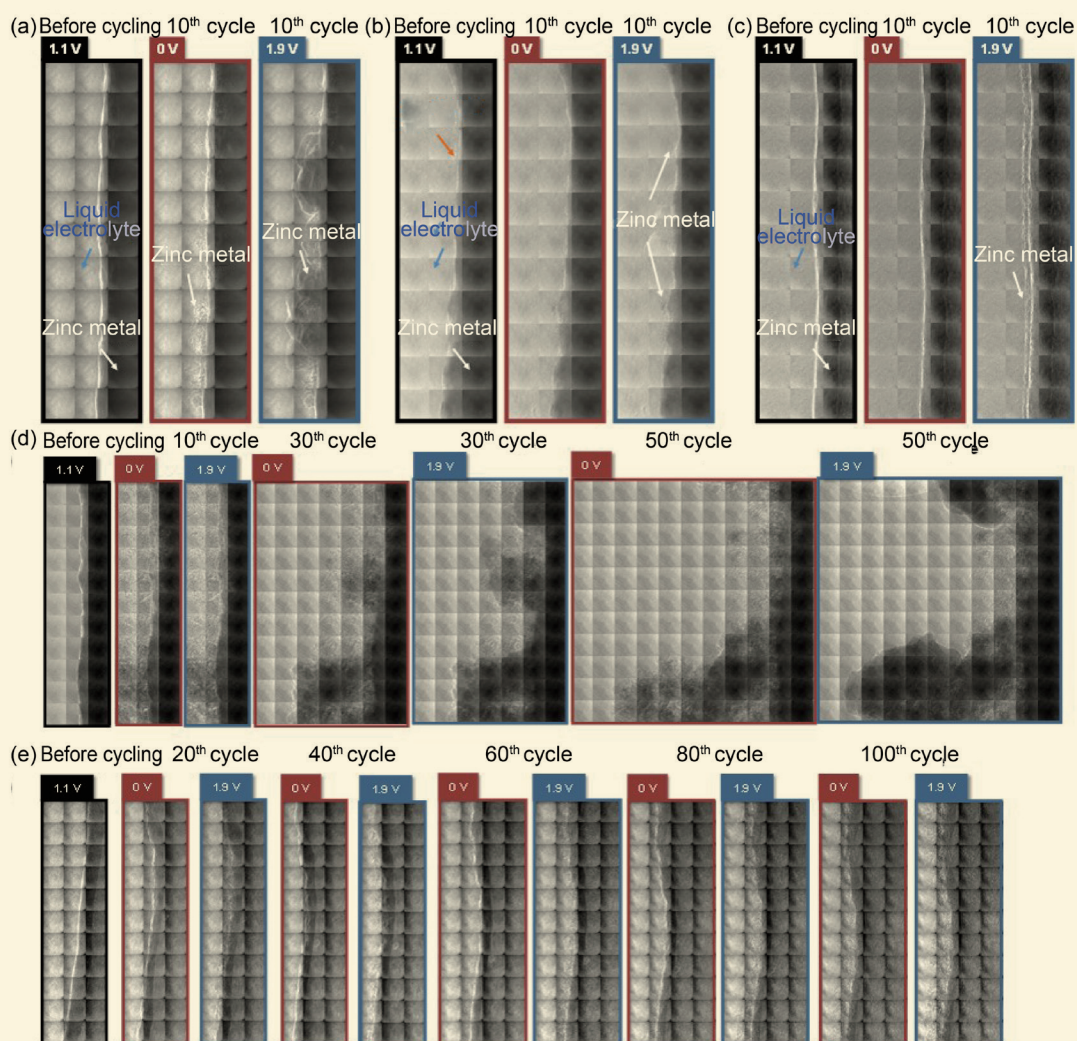 (a) Before cycling 10th cycle 10th cycle (b) Before cycling 10th cycle 10th cycle (c) Before cycling 10th cycle 10th cycle
1.1 V 0 V 1.9 V 1.1 V 0 V 1.9 V 1.1 V 0 V 1.9 V
Liquid electrolyte
Zinc metal
Zinc metal
Zinc metal
Liquid electrolyte
Zinc metal
Zinc metal
Liquid electrolyte
Zinc metal
Zinc metal
(d) Before cycling 10th cycle 30th cycle 30th cycle 50th cycle 50th cycle
1.1 V 0 V 1.9 V 0 V 1.9 V 0 V 1.9 V
(e) Before cycling 20th cycle 40th cycle 60th cycle 80th cycle 100th cycle
1.1 V 0 V 1.9 V 0 V 1.9 V 0 V 1.9 V 0 V 1.9 V 0 V 1.9 V